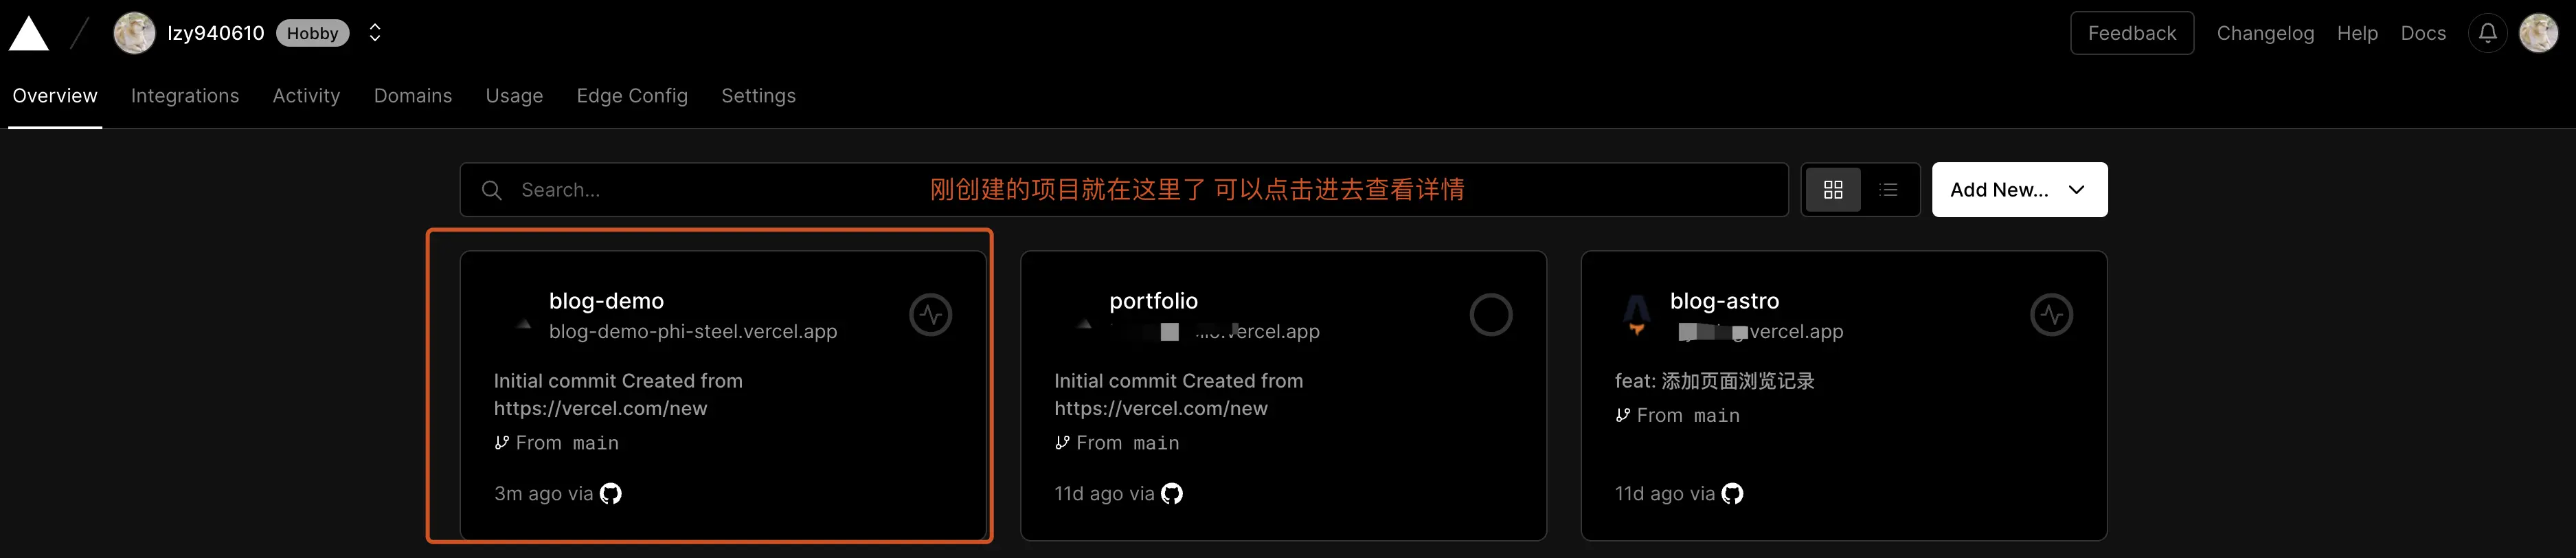 lzy940610 Hobby
Feedback Changelog Help Docs
Overview Integrations Activity Domains Usage Edge Config Settings
Search... 刚创建的项目就在这里了 可以点击进去查看详情 Add New...
blog-demo
blog-demo-phi-steel.vercel.app
Initial commit Created from
https://vercel.com/new
From main
3m ago via
portfolio
.vercel.app
Initial commit Created from
https://vercel.com/new
From main
11d ago via
blog-astro
vercel.app
feat: 添加页面浏览记录
From main
11d ago via